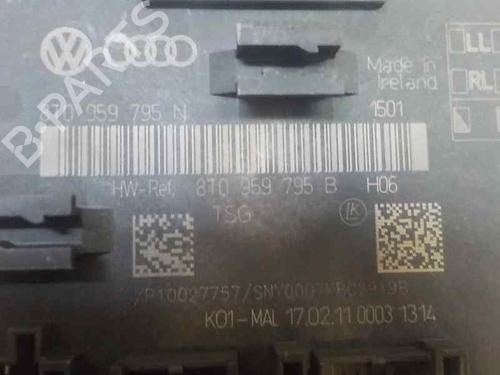 Made in
Ireland
LL
RL
8T0 959 795 N 1501
HW-Ref. 8T0 959 795 B H06
TSG
K01-MAL 17.02.11 0003 1314
B-PARTS